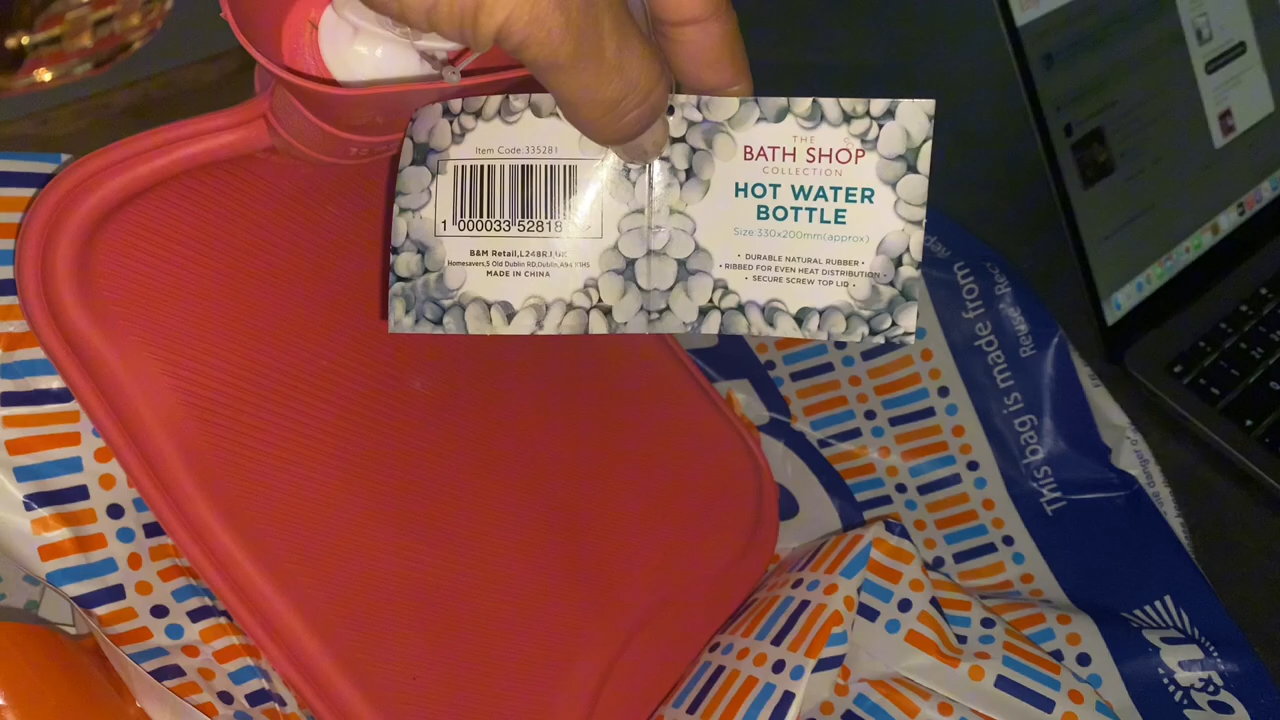 Item Code:335281
1 000033 52818
B&M Retail,L248RJ,UK
Homesavers,5 Old Dublin RD,Dublin,A94 X1H5
MADE IN CHINA
THE
BATH SHOP
COLLECTION
HOT WATER
BOTTLE
Size:330x200mm(approx)
• DURABLE NATURAL RUBBER •
• RIBBED FOR EVEN HEAT DISTRIBUTION •
• SECURE SCREW TOP LID •
This bag is made from
Reuse• Recy